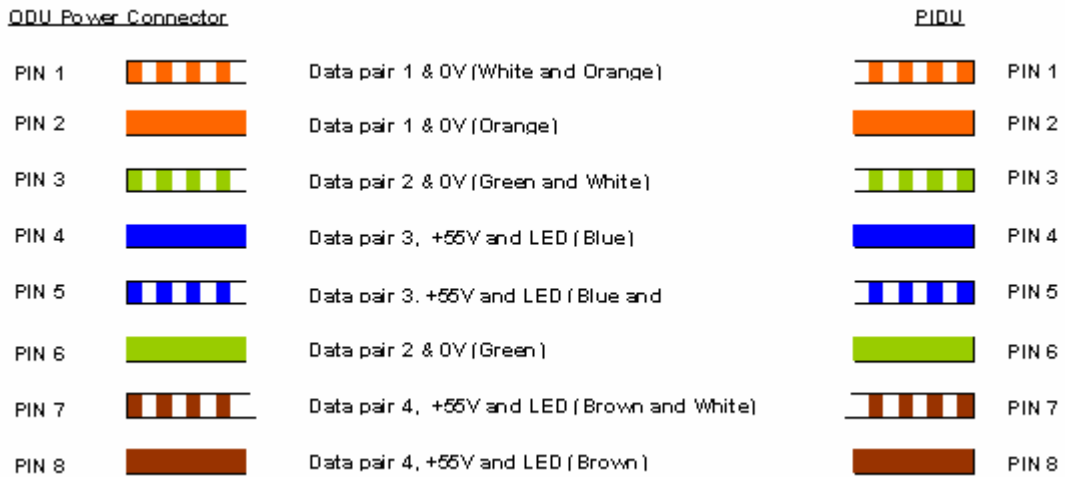 ODU Power Connector PIDU
PIN 1 Data pair 1 & 0V (White and Orange) PIN 1
PIN 2 Data pair 1 & 0V (Orange) PIN 2
PIN 3 Data pair 2 & 0V (Green and White) PIN 3
PIN 4 Data pair 3, +55V and LED (Blue) PIN 4
PIN 5 Data pair 3. +55V and LED (Blue and PIN 5
PIN 6 Data pair 2 & 0V (Green) PIN 6
PIN 7 Data pair 4, +55V and LED (Brown and White) PIN 7
PIN 8 Data pair 4, +55V and LED (Brown) PIN 8